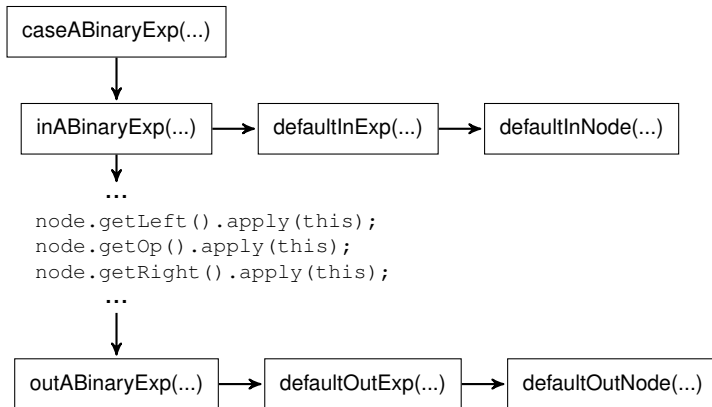 caseABinaryExp(...)
inABinaryExp(...) defaultInExp(...) defaultInNode(...)
...
node.getLeft().apply(this);
node.getOp().apply(this);
node.getRight().apply(this);
...
outABinaryExp(...) defaultOutExp(...) defaultOutNode(...)